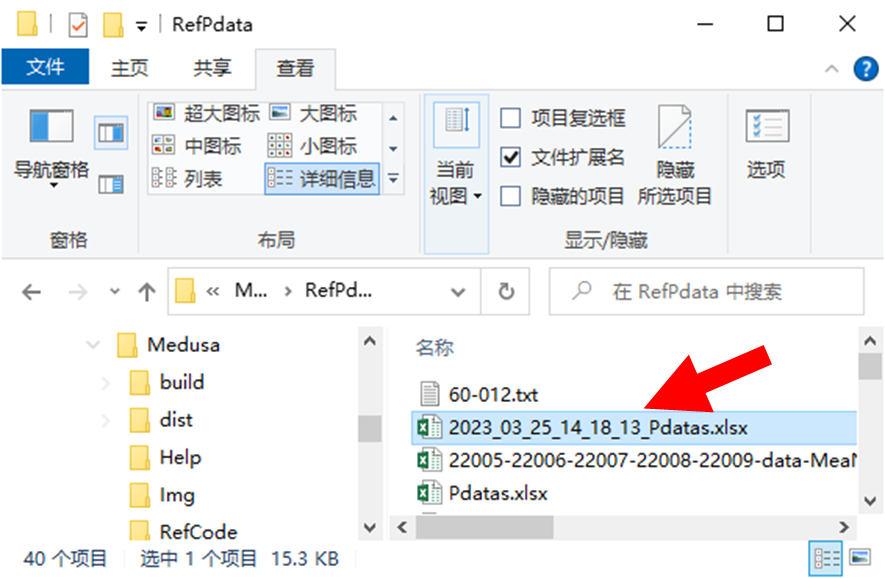 RefPdata
文件 主页 共享 查看
超大图标 大图标
中图标 小图标
列表 详细信息
导航窗格
当前
视图
项目复选框
文件扩展名
隐藏的项目
隐藏
所选项目
选项
窗格 布局 显示/隐藏
« M... › RefPd... 在 RefPdata 中搜索
Medusa
build
dist
Help
Img
RefCode
名称
60-012.txt
2023_03_25_14_18_13_Pdatas.xlsx
22005-22006-22007-22008-22009-data-Mea
Pdatas.xlsx
40 个项目 选中 1 个项目 15.3 KB